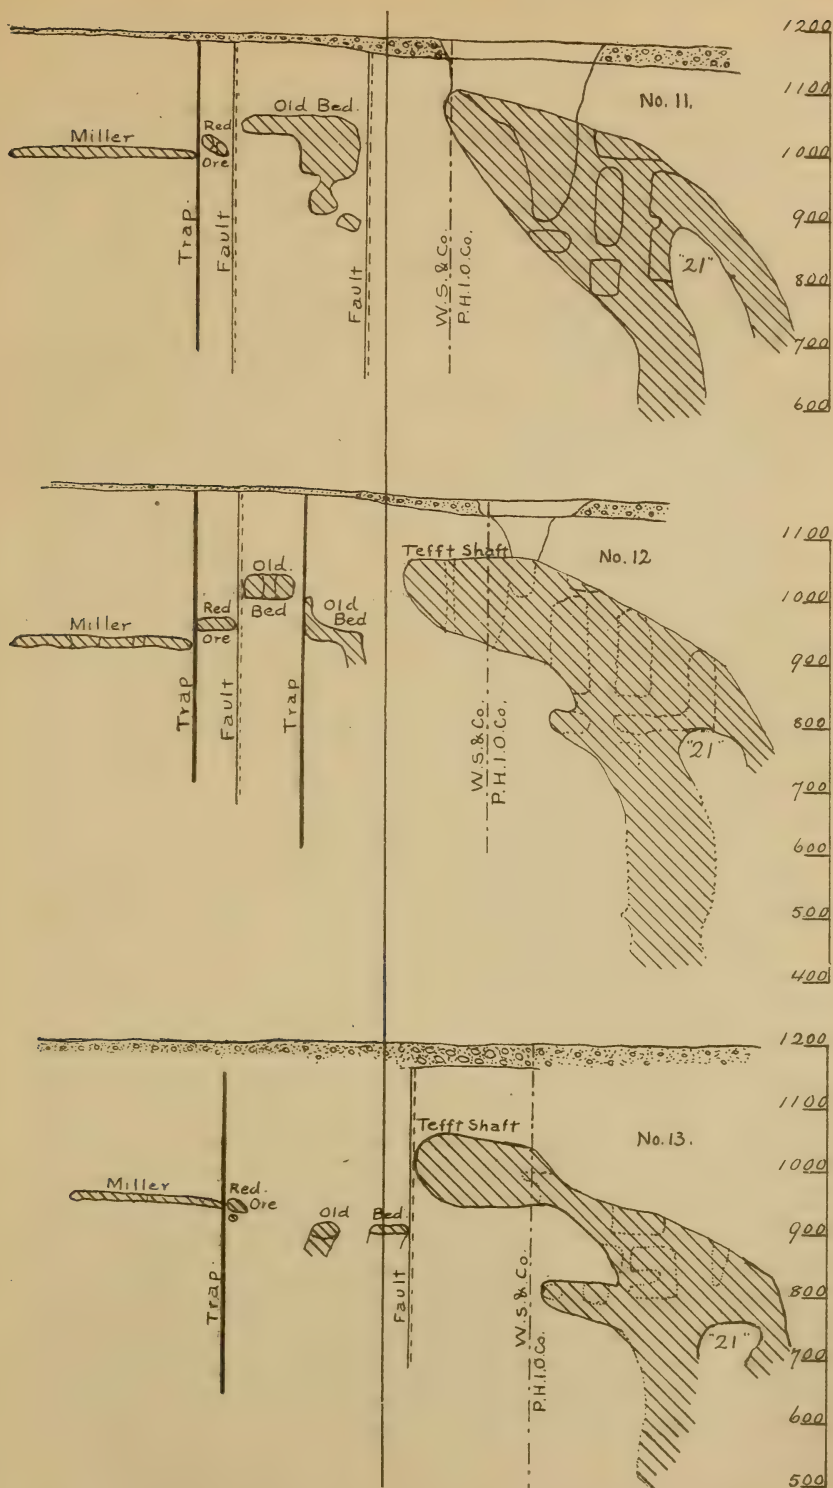 1200
1100
No. 11.
Old Bed.
Miller
Red
Ore
1000
900
Trap.
Fault
Fault
W.S.&Co.
P.H.I.O.Co.
"21"
800
700
600
1100
Tefft Shaft
No. 12
Old.
Bed
1000
Miller
Red
Ore
Old
Bed
900
Trap
Fault
Trap
W.S.&Co.
P.H.I.O.Co.
800
"21"
700
600
500
400
1200
1100
Tefft Shaft
No. 13.
Miller
Red.
Ore
1000
Old
Bed
900
Trap
Fault
W.S.&Co.
P.H.I.O.Co.
800
"21"
700
600
500